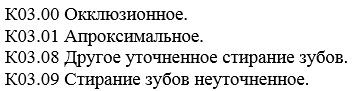 К03.00 Окклюзионное.
К03.01 Апроксимальное.
К03.08 Другое уточненное стирание зубов.
К03.09 Стирание зубов неуточненное.